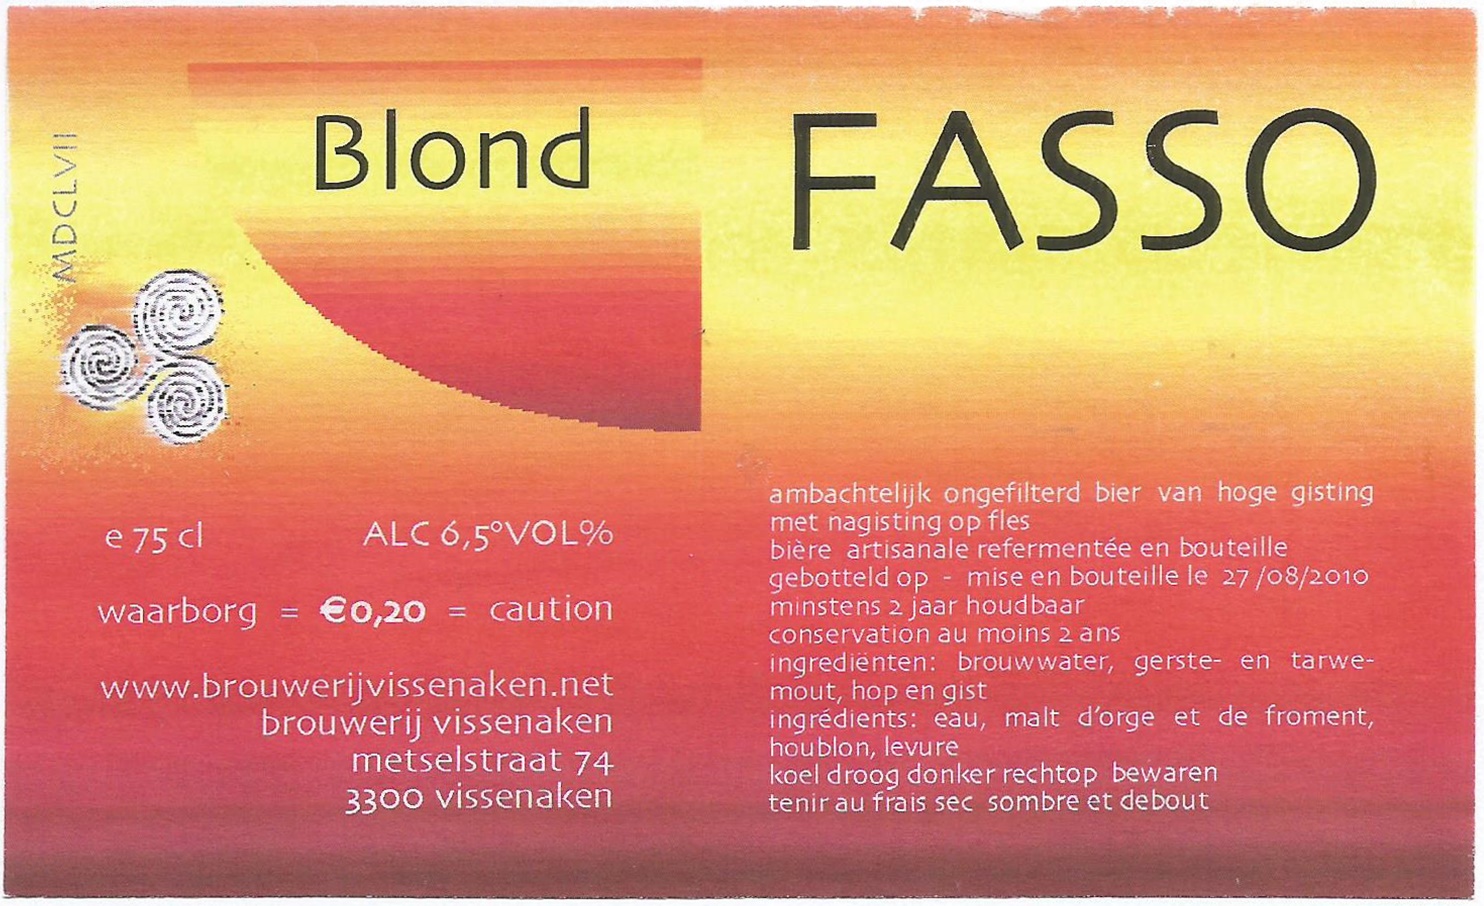 MDCLVII
Blond
e 75 cl
ALC 6,5°VOL%
waarborg = €0,20 = caution
www.brouwerijvissenaken.net
brouwerij vissenaken
metselstraat 74
3300 vissenaken
FASSO
ambachtelijk ongefilterd bier van hoge gisting
met nagisting op fles
bière artisanale refermentée en bouteille
gebotteld op - mise en bouteille le 27/08/2010
minstens 2 jaar houdbaar
conservation au moins 2 ans
ingrediënten: brouwwater, gerste- en tarwe-
mout, hop en gist
ingrédients: eau, malt d'orge et de froment,
houblon, levure
koel droog donker rechtop bewaren
tenir au frais sec sombre et debout